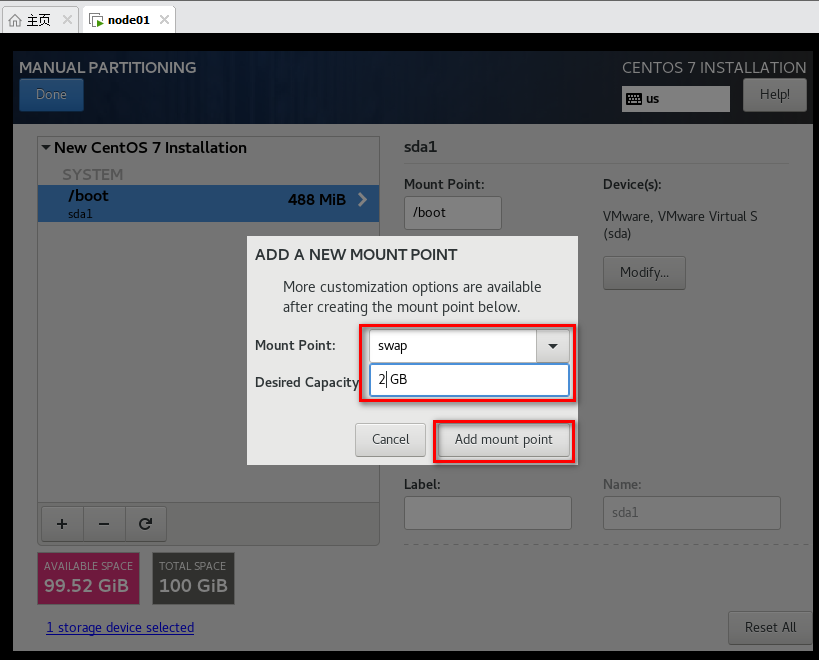 主页
node01
MANUAL PARTITIONING
CENTOS 7 INSTALLATION
Done
us
Help!
New CentOS 7 Installation
SYSTEM
/boot
488 MiB
sda1
sda1
Mount Point:
Device(s):
/boot
VMware, VMware Virtual S
(sda)
Modify...
ADD A NEW MOUNT POINT
More customization options are available
after creating the mount point below.
Mount Point:
swap
Desired Capacity
2 GB
Cancel
Add mount point
Label:
Name:
sda1
AVAILABLE SPACE
99.52 GiB
TOTAL SPACE
100 GiB
1 storage device selected
Reset All